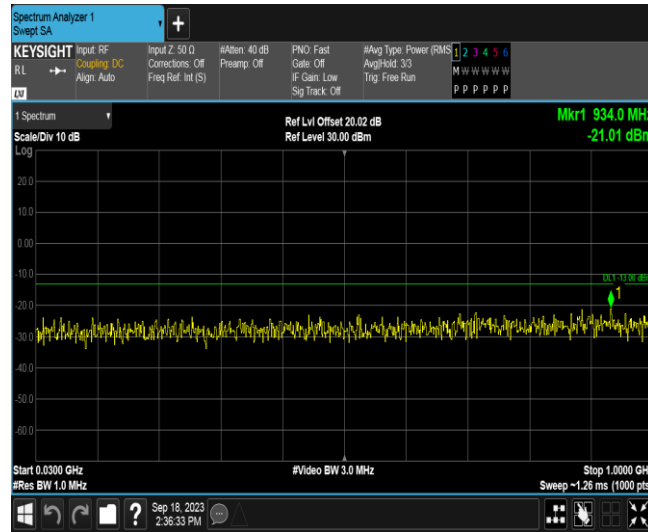 Spectrum Analyzer 1
Swept SA
+
KEYSIGHT
RL
LXI
Input: RF
Coupling: DC
Align: Auto
Input Z: 50 Ω
Corrections: Off
Freq Ref: Int (S)
#Atten: 40 dB
Preamp: Off
PNO: Fast
Gate: Off
IF Gain: Low
Sig Track: Off
#Avg Type: Power (RMS
Avg|Hold: 3/3
Trig: Free Run
1 2 3 4 5 6
M W W W W W
P P P P P P
1 Spectrum
Scale/Div 10 dB
Log
Ref Lvl Offset 20.02 dB
Ref Level 30.00 dBm
Mkr1 934.0 MHz
-21.01 dBm
20.0
10.0
0.00
-10.0
DL1 -13.00 dBm
1
-20.0
-30.0
-40.0
-50.0
-60.0
Start 0.0300 GHz
#Res BW 1.0 MHz
#Video BW 3.0 MHz
Stop 1.0000 GH
Sweep ~1.26 ms (1000 pts
?
Sep 18, 2023
2:36:33 PM